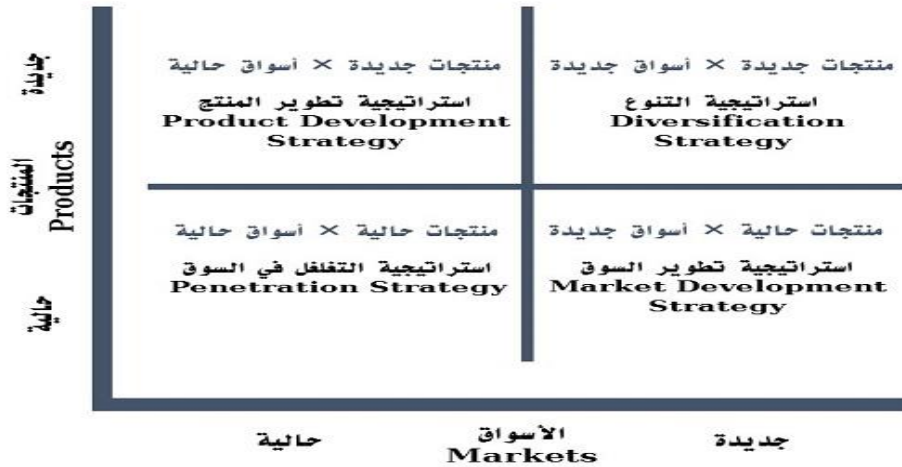 جديدة
المنتجات
Products
حالية
منتجات جديدة × أسواق حالية
استراتيجية تطوير المنتج
Product Development
Strategy
منتجات جديدة × أسواق جديدة
استراتيجية التنوع
Diversification
Strategy
منتجات حالية × أسواق حالية
استراتيجية التغلغل في السوق
Penetration Strategy
منتجات حالية × أسواق جديدة
استراتيجية تطوير السوق
Market Development
Strategy
حالية
الأسواق
Markets
جديدة